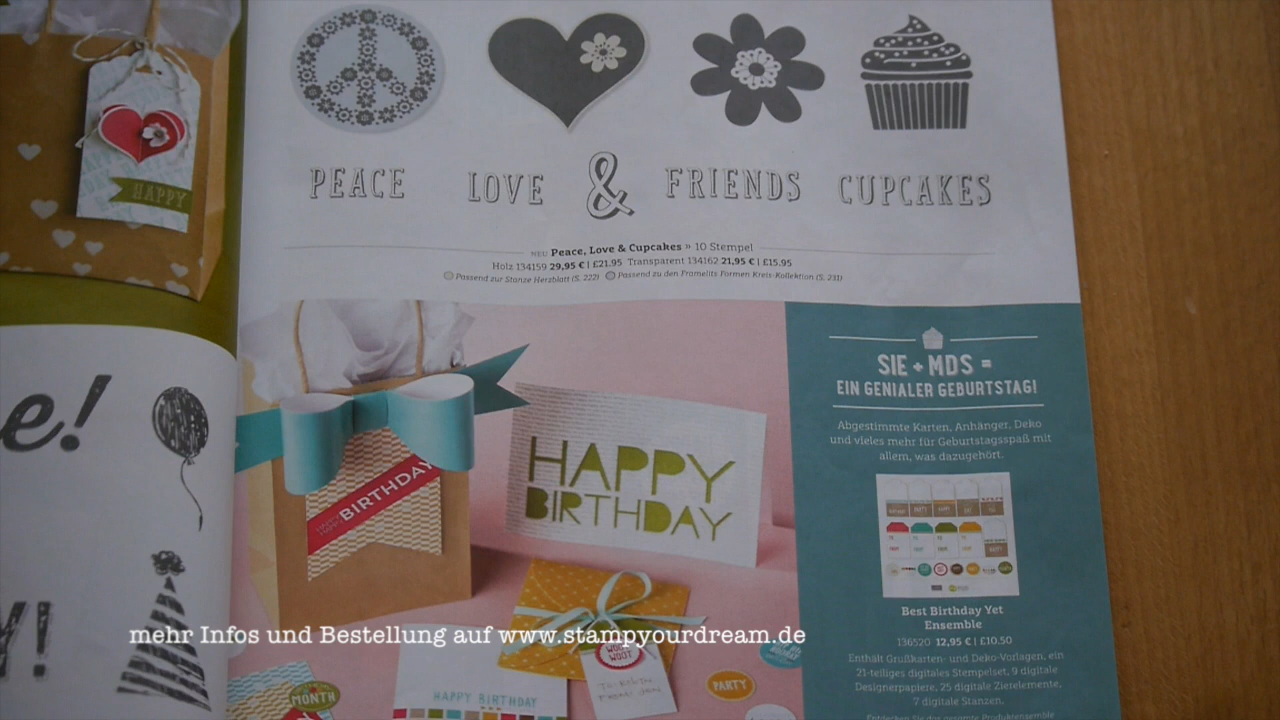 HAPPY
PEACE LOVE & FRIENDS CUPCAKES
NEU Peace, Love & Cupcakes » 10 Stempel
Holz 134159 29,95 € | £21.95 Transparent 134162 21,95 € | £15.95
Passend zur Stanze Herzblatt (S. 222) Passend zu den Framelits Formen Kreis-Kollektion (S. 231)
e!
Y!
BIRTHDAY
HAPPY
BIRTHDAY
SIE + MDS =
EIN GENIALER GEBURTSTAG!
Abgestimmte Karten, Anhänger, Deko
und vieles mehr für Geburtstagsspaß mit
allem, was dazugehört.
Best Birthday Yet
Ensemble
136520 12,95 € | £10.50
Enthält Grußkarten- und Deko-Vorlagen, ein
21-teiliges digitales Stempelset, 9 digitale
Designerpapiere, 25 digitale Zierelemente,
7 digitale Stanzen.
mehr Infos und Bestellung auf www.stampyourdream.de
WOOT
WOOT
MONTH
HAPPY BIRTHDAY
PARTY